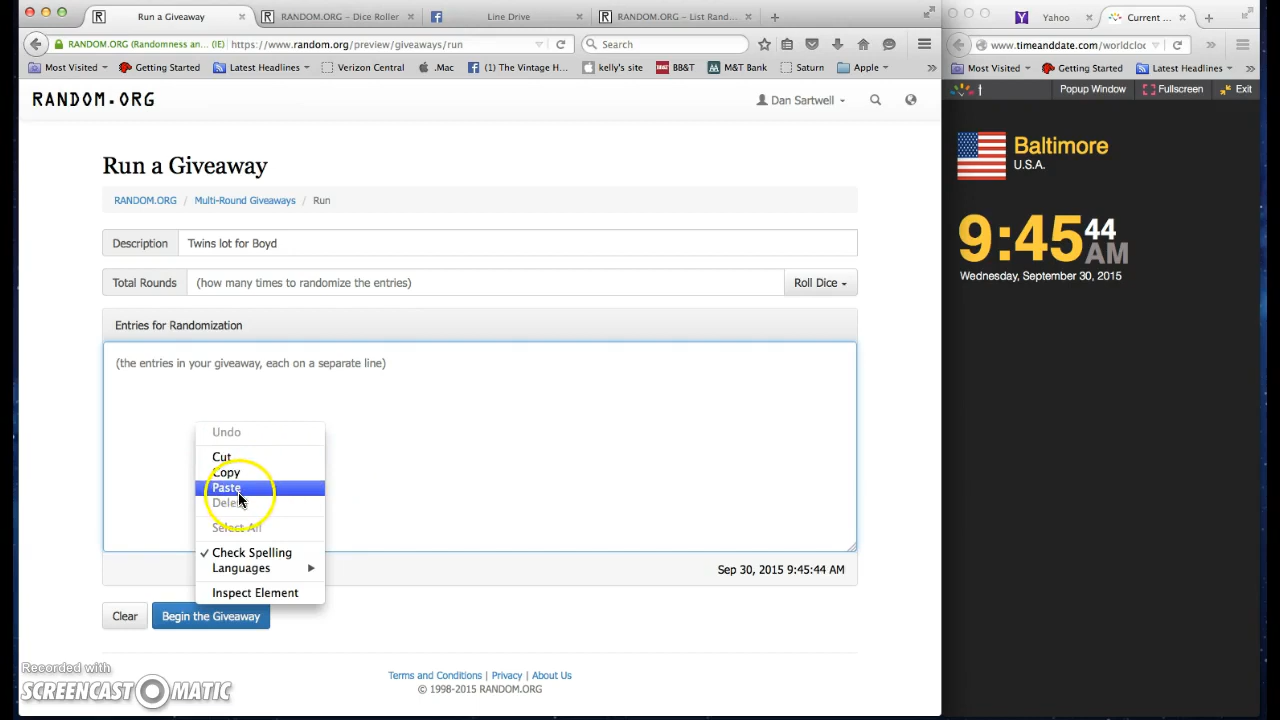 Run a Giveaway
RANDOM.ORG – Dice Roller
Line Drive
RANDOM.ORG – List Rand...
Yahoo
Current ...
RANDOM.ORG (Randomness an... (IE)
https://www.random.org/preview/giveaways/run
Search
www.timeanddate.com/worldcloc
Most Visited
Getting Started
Latest Headlines
Verizon Central
.Mac
(1) The Vintage H...
kelly's site
BB&T
M&T Bank
Saturn
Apple
Most Visited
Getting Started
Latest Headlines
RANDOM.ORG
Dan Sartwell
Popup Window
Fullscreen
Exit
Run a Giveaway
RANDOM.ORG / Multi-Round Giveaways / Run
Description
Twins lot for Boyd
Total Rounds
(how many times to randomize the entries)
Roll Dice
Entries for Randomization
(the entries in your giveaway, each on a separate line)
Undo
Cut
Copy
Paste
Delete
Select All
Check Spelling
Languages
Inspect Element
Sep 30, 2015 9:45:44 AM
Clear
Begin the Giveaway
Terms and Conditions | Privacy | About Us
© 1998-2015 RANDOM.ORG
Baltimore
U.S.A.
9:45 44 AM
Wednesday, September 30, 2015
Recorded with
SCREENCAST-O-MATIC